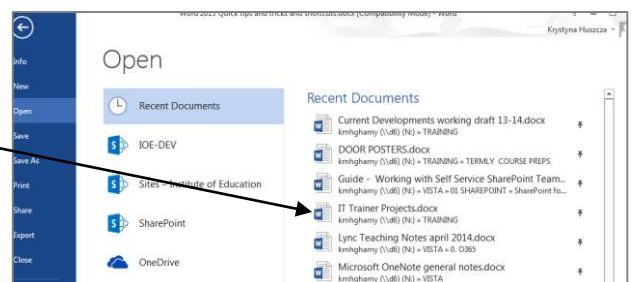 Word 2013 Quick tips and tricks and shortcuts.docx [Compatibility Mode] - Word
Krystyna Huszcza
Info
New
Open
Save
Save As
Print
Share
Export
Close
Open
Recent Documents
IOE-DEV
Sites – Institute of Education
SharePoint
OneDrive
Recent Documents
Current Developments working draft 13-14.docx
kmhghamy (\\d6) (N:) » TRAINING
DOOR POSTERS.docx
kmhghamy (\\d6) (N:) » TRAINING » TERMLY COURSE PREPS
Guide - Working with Self Service SharePoint Team...
kmhghamy (\\d6) (N:) » VISTA » 01 SHAREPOINT » SharePoint fo...
IT Trainer Projects.docx
kmhghamy (\\d6) (N:) » TRAINING
Lync Teaching Notes april 2014.docx
kmhghamy (\\d6) (N:) » VISTA » 0. O365
Microsoft OneNote general notes.docx
kmhghamy (\\d6) (N:) » VISTA